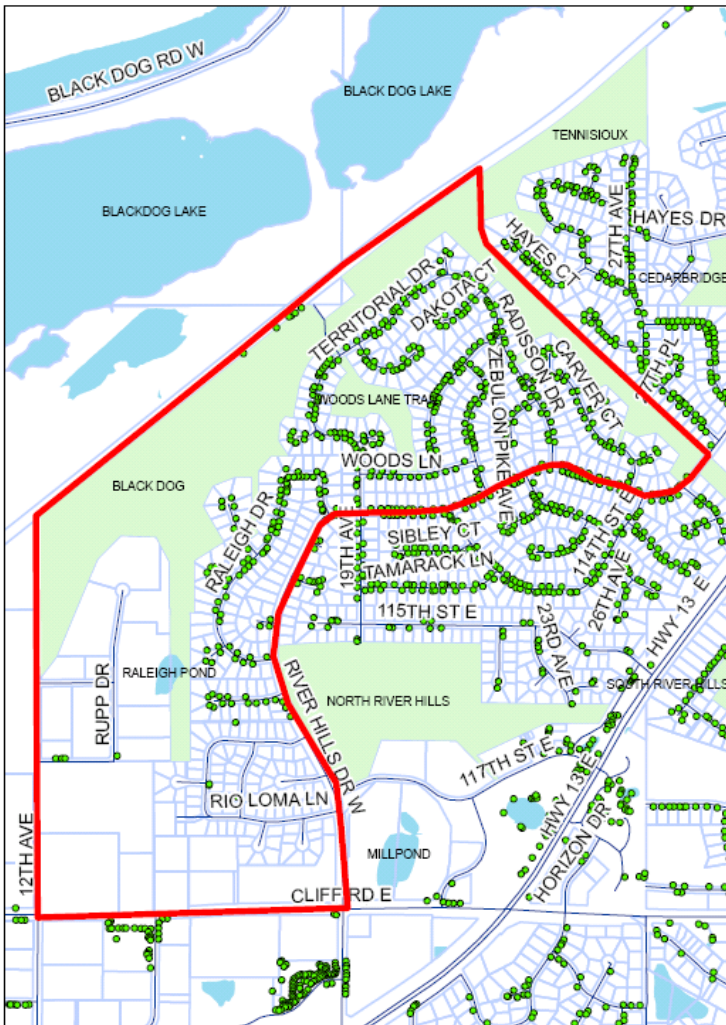 BLACK DOG RD W
BLACK DOG LAKE
TENNISIOUX
BLACKDOG LAKE
27TH AVE
HAYES DR
HAYES CT
CEDARBRIDGE
TERRITORIAL DR
DAKOTA CT
RADISSON DR
CARVER CT
27TH PL
ZEBULON PIKE AVE
WOODS LANE TRAIL
WOODS LN
BLACK DOG
RALEIGH DR
19TH AVE
SIBLEY CT
TAMARACK LN
114TH ST E
26TH AVE
115TH ST E
23RD AVE
HWY 13 E
RALEIGH POND
RUPP DR
RIVER HILLS DR W
NORTH RIVER HILLS
SOUTH RIVER HILLS
117TH ST E
RIO LOMA LN
HWY 13 E
HORIZON DR
12TH AVE
MILLPOND
CLIFF RD E